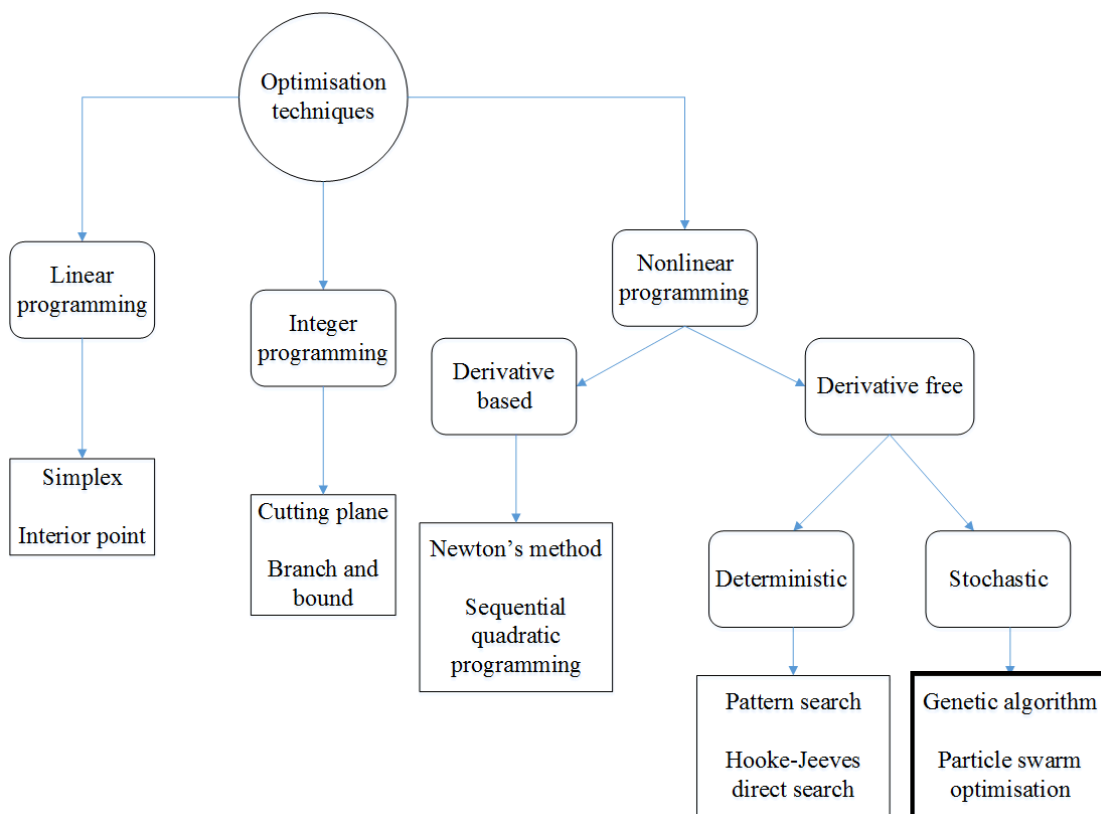 Optimisation
techniques
Linear
programming
Integer
programming
Nonlinear
programming
Derivative
based
Derivative free
Simplex
Interior point
Cutting plane
Branch and
bound
Newton’s method
Sequential
quadratic
programming
Deterministic
Stochastic
Pattern search
Hooke-Jeeves
direct search
Genetic algorithm
Particle swarm
optimisation